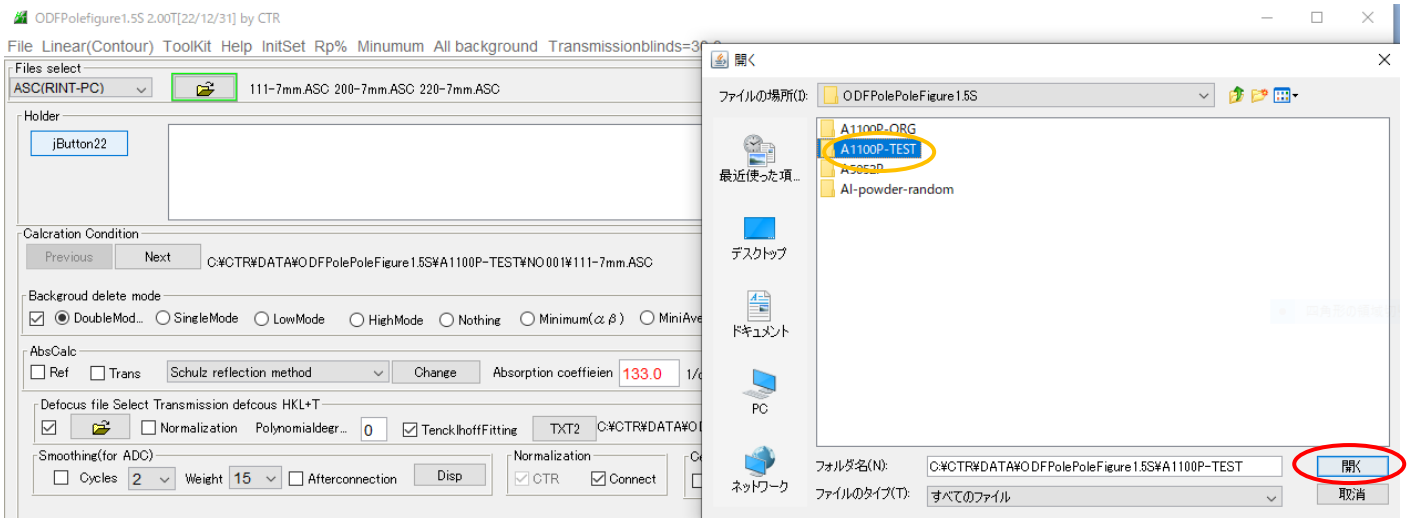 ODFPolefigure1.5S 2.00T[22/12/31] by CTR
File Linear(Contour) ToolKit Help InitSet Rp% Minumum All background Transmissionblinds=30.0
Files select
ASC(RINT-PC)
111-7mm.ASC 200-7mm.ASC 220-7mm.ASC
Holder
jButton22
Calcration Condition
Previous
Next
C:¥CTR¥DATA¥ODFPolePoleFigure1.5S¥A1100P-TEST¥NO001¥111-7mm.ASC
Backgroud delete mode
DoubleMod... SingleMode LowMode HighMode Nothing Minimum(αβ) MiniAve
AbsCalc
Ref Trans Schulz reflection method Change Absorption coeffieien 133.0 1/c
Defocus file Select Transmission defcous HKL+T
Normalization Polynomialdegr... 0 TenckIhoffFitting TXT2 C:¥CTR¥DATA¥O
Smoothing(for ADC)
Cycles 2 Weight 15 Afterconnection Disp
Normalization
CTR Connect
開く
ファイルの場所(I):
ODFPolePoleFigure1.5S
A1100P-ORG
A1100P-TEST
A5052P
Al-powder-random
最近使った項...
デスクトップ
ドキュメント
PC
ネットワーク
フォルダ名(N):
C:¥CTR¥DATA¥ODFPolePoleFigure1.5S¥A1100P-TEST
開く
ファイルのタイプ(T):
すべてのファイル
取消